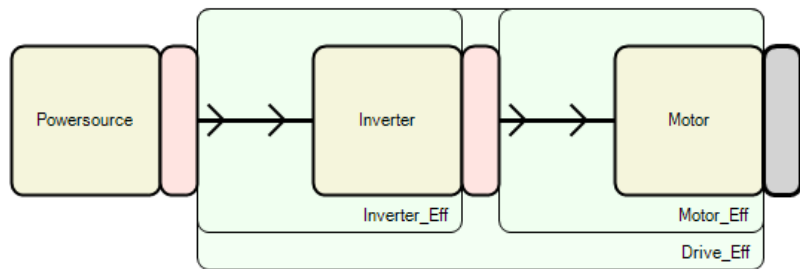 Powersource
Inverter
Motor
Inverter_Eff
Motor_Eff
Drive_Eff